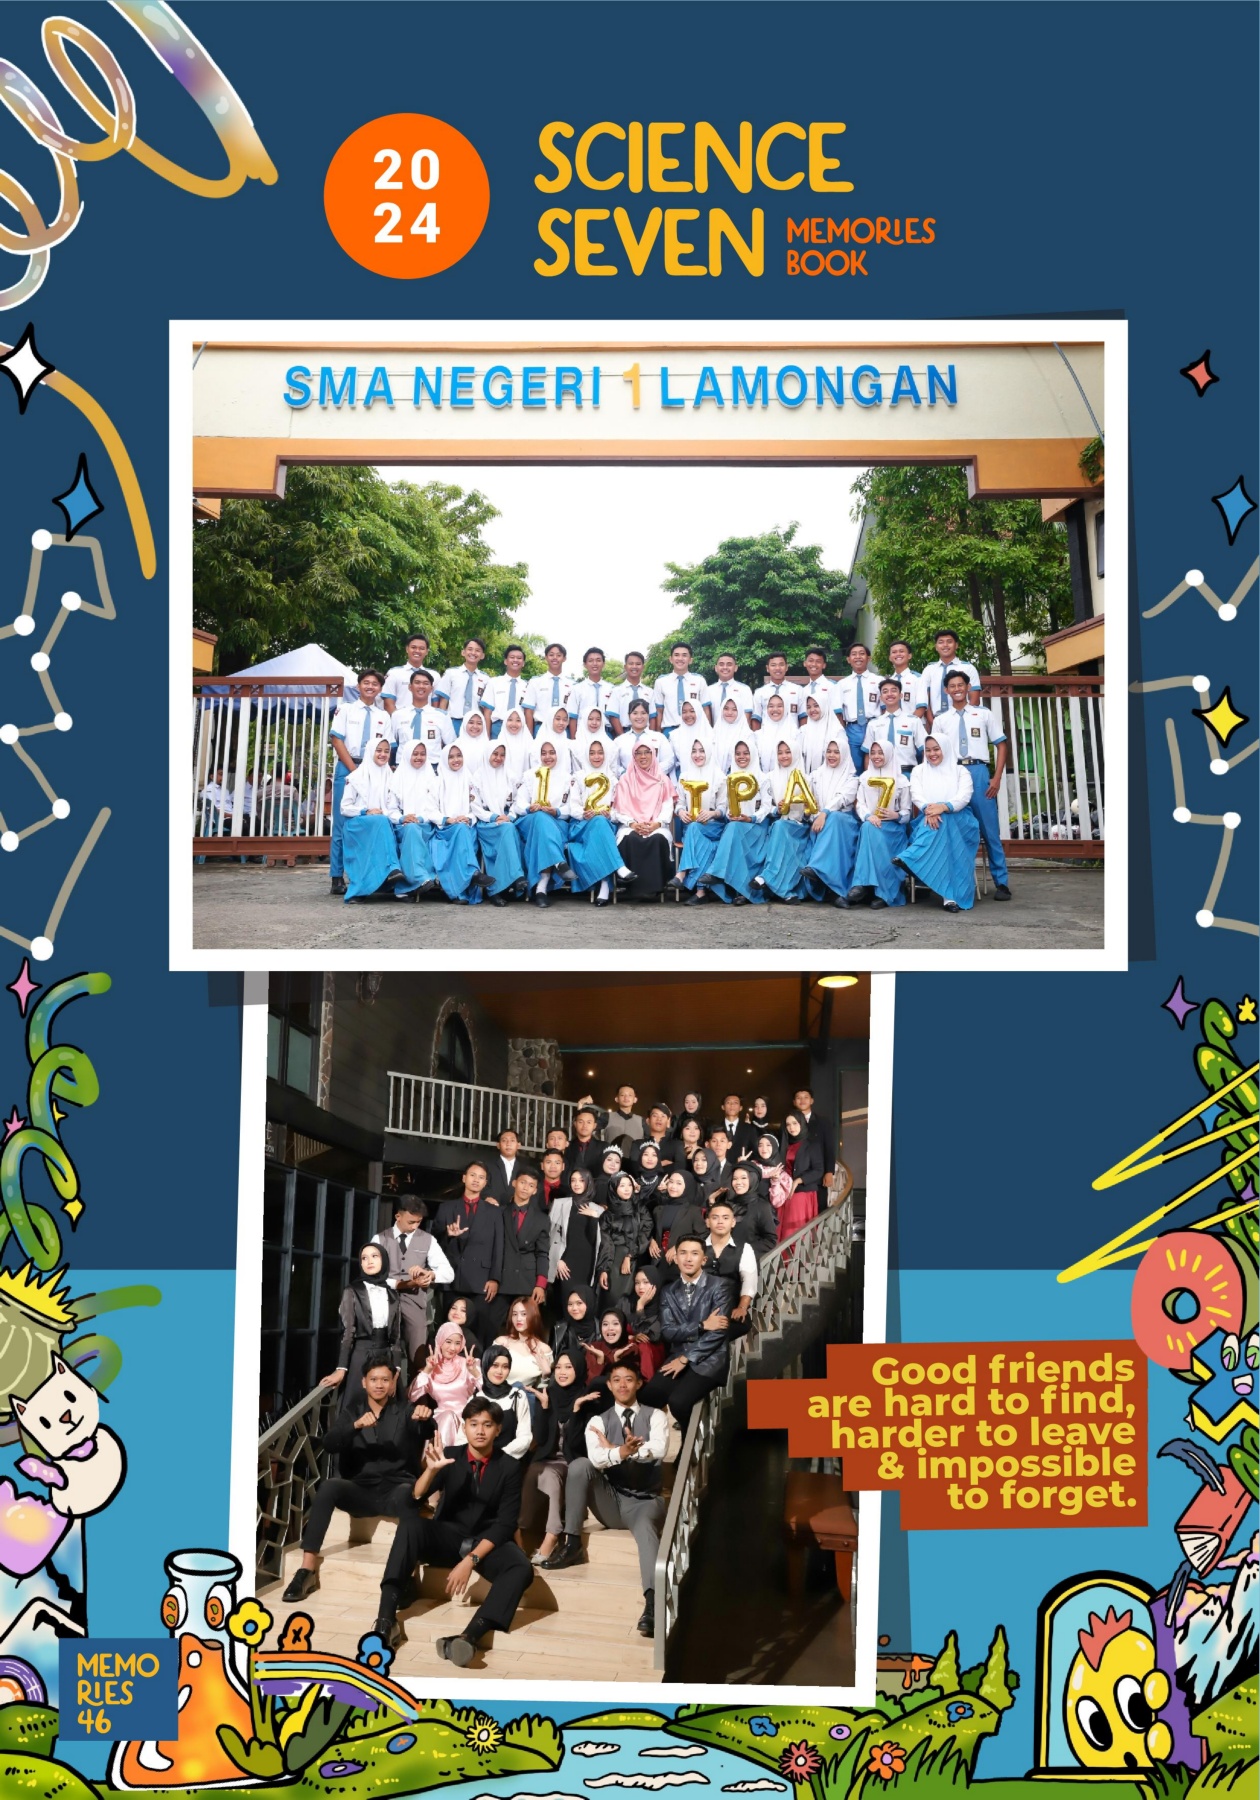 20
24
SCIENCE
SEVEN
MEMORIES
BOOK
SMA NEGERI 1 LAMONGAN
12 IPA 7
Good friends
are hard to find,
harder to leave
& impossible
to forget.
MEMO
RIES
46